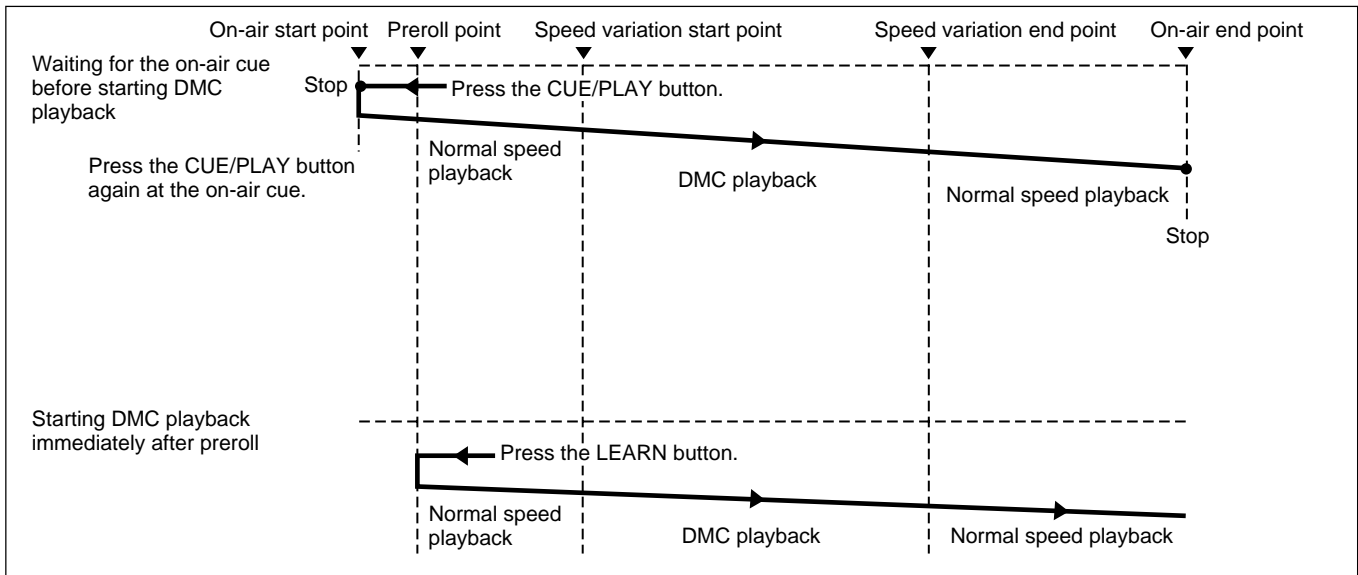 On-air start point Preroll point Speed variation start point Speed variation end point On-air end point
Waiting for the on-air cue
before starting DMC
playback
Stop
Press the CUE/PLAY button.
Press the CUE/PLAY button
again at the on-air cue.
Normal speed
playback
DMC playback
Normal speed playback
Stop
Starting DMC playback
immediately after preroll
Press the LEARN button.
Normal speed
playback
DMC playback
Normal speed playback